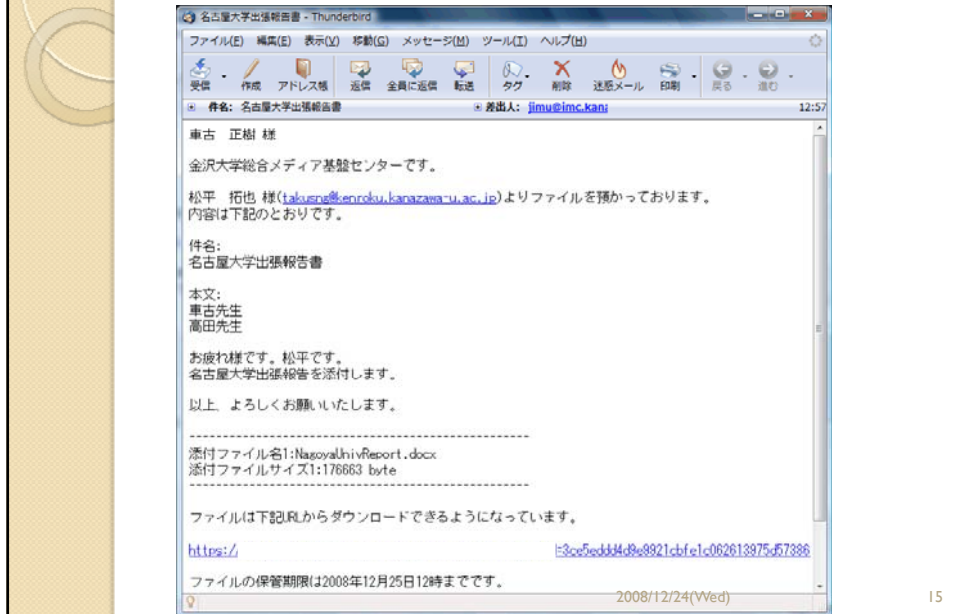 名古屋大学出張報告書 - Thunderbird
ファイル(F) 編集(E) 表示(V) 移動(G) メッセージ(M) ツール(T) ヘルプ(H)
受信 作成 アドレス帳 返信 全員に返信 転送 タグ 削除 迷惑メール 印刷 戻る 進む
件名: 名古屋大学出張報告書 差出人: jimu@imc.kana 12:57
車古 正樹 様
金沢大学総合メディア基盤センターです。
松平 拓也 様(takusng@kenroku.kanazawa-u.ac.jp)よりファイルを預かっております。
内容は下記のとおりです。
件名:
名古屋大学出張報告書
本文:
車古先生
高田先生
お疲れ様です。松平です。
名古屋大学出張報告を添付します。
以上、よろしくお願いいたします。
---------------------------------------------------
添付ファイル名1:NagoyaUnivReport.docx
添付ファイルサイズ1:176663 byte
---------------------------------------------------
ファイルは下記URLからダウンロードできるようになっています。
https:/ =3ce5eddd4d9e9921cbfe1c062613975d57386
ファイルの保管期限は2008年12月25日12時までです。
2008/12/24(Wed) 15